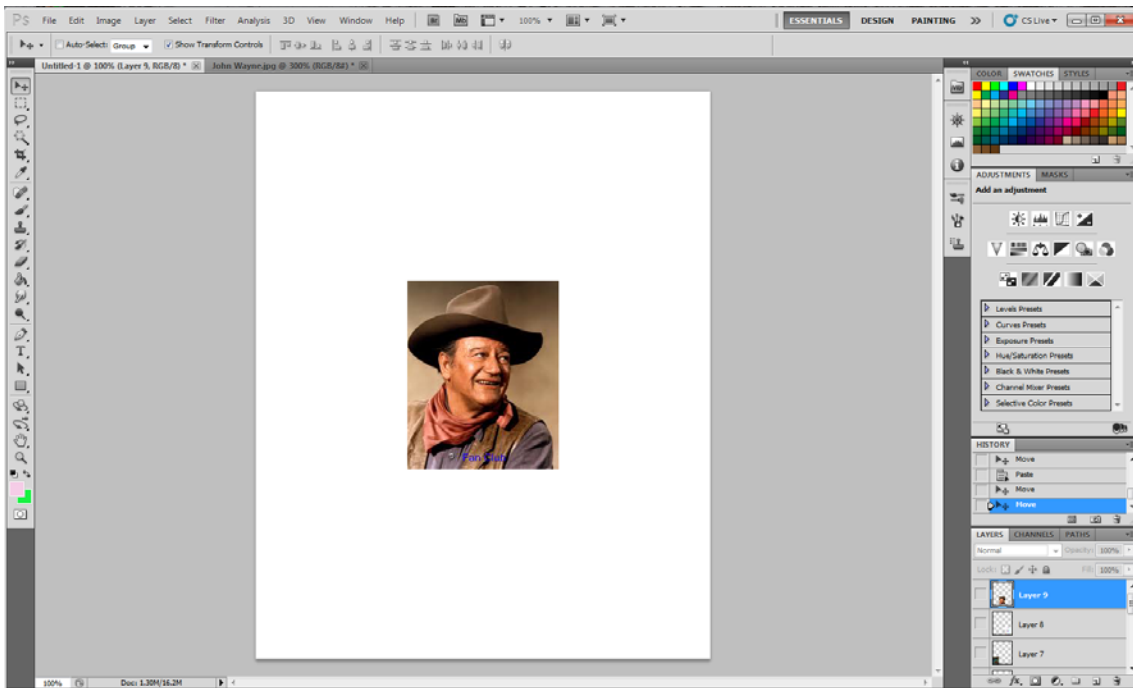 PS File Edit Image Layer Select Filter Analysis 3D View Window Help Br Mb 100% ESSENTIALS DESIGN PAINTING CS Live
Auto-Select: Group Show Transform Controls
Untitled-1 @ 100% (Layer 9, RGB/8) * John Wayne.jpg @ 300% (RGB/8#) *
COLOR SWATCHES STYLES
ADJUSTMENTS MASKS
Add an adjustment
Levels Presets
Curves Presets
Exposure Presets
Hue/Saturation Presets
Black & White Presets
Channel Mixer Presets
Selective Color Presets
Fan Club
HISTORY
Move
Paste
Move
Move
LAYERS CHANNELS PATHS
Normal Opacity: 100%
Lock: Fill: 100%
Layer 9
Layer 8
Layer 7
100% Doc: 1.30M/16.2M